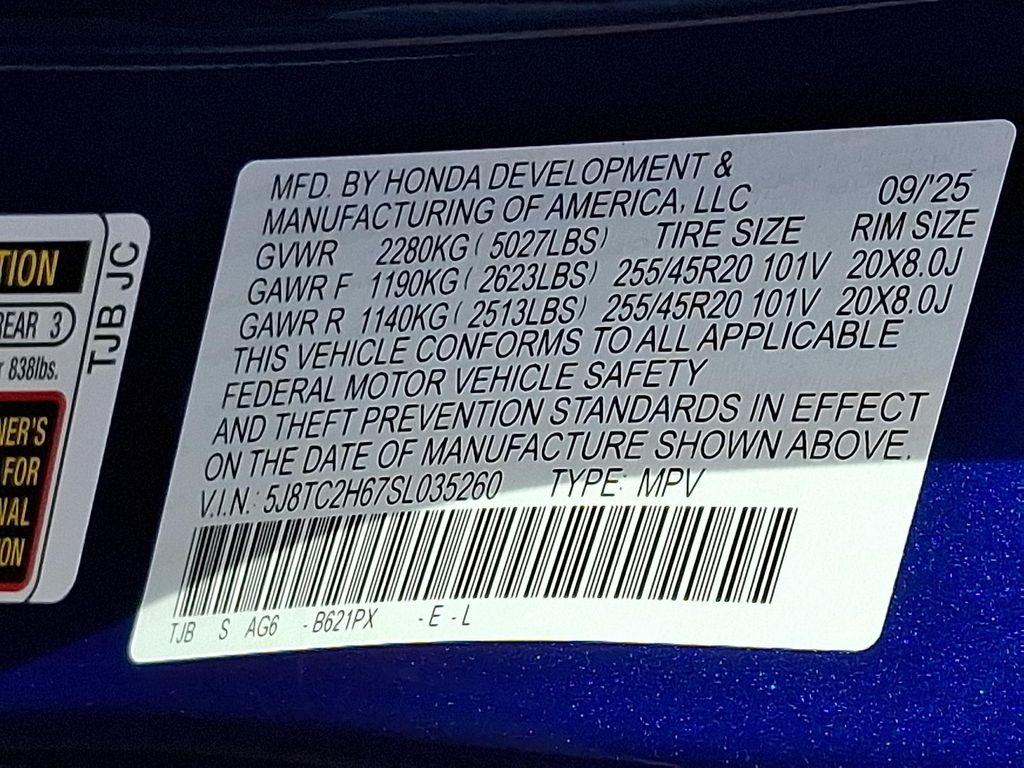 MFD. BY HONDA DEVELOPMENT &
MANUFACTURING OF AMERICA, LLC 09/'25
GVWR 2280KG ( 5027LBS) TIRE SIZE RIM SIZE
GAWR F 1190KG ( 2623LBS) 255/45R20 101V 20X8.0J
GAWR R 1140KG ( 2513LBS) 255/45R20 101V 20X8.0J
THIS VEHICLE CONFORMS TO ALL APPLICABLE
FEDERAL MOTOR VEHICLE SAFETY
AND THEFT PREVENTION STANDARDS IN EFFECT
ON THE DATE OF MANUFACTURE SHOWN ABOVE.
V.I.N.: 5J8TC2H67SL035260 TYPE: MPV
TJB S AG6 - B621PX - E - L
TION
REAR 3
838lbs.
NER'S
FOR
NAL
ON
TJB JC